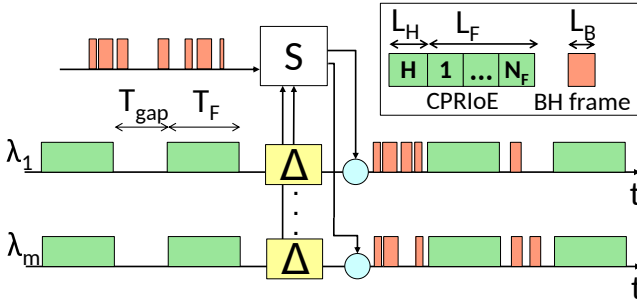 L_H L_F L_B
S
H 1 ... N_F
CPRIoE BH frame
T_gap T_F
λ_1 Δ t
λ_m Δ t